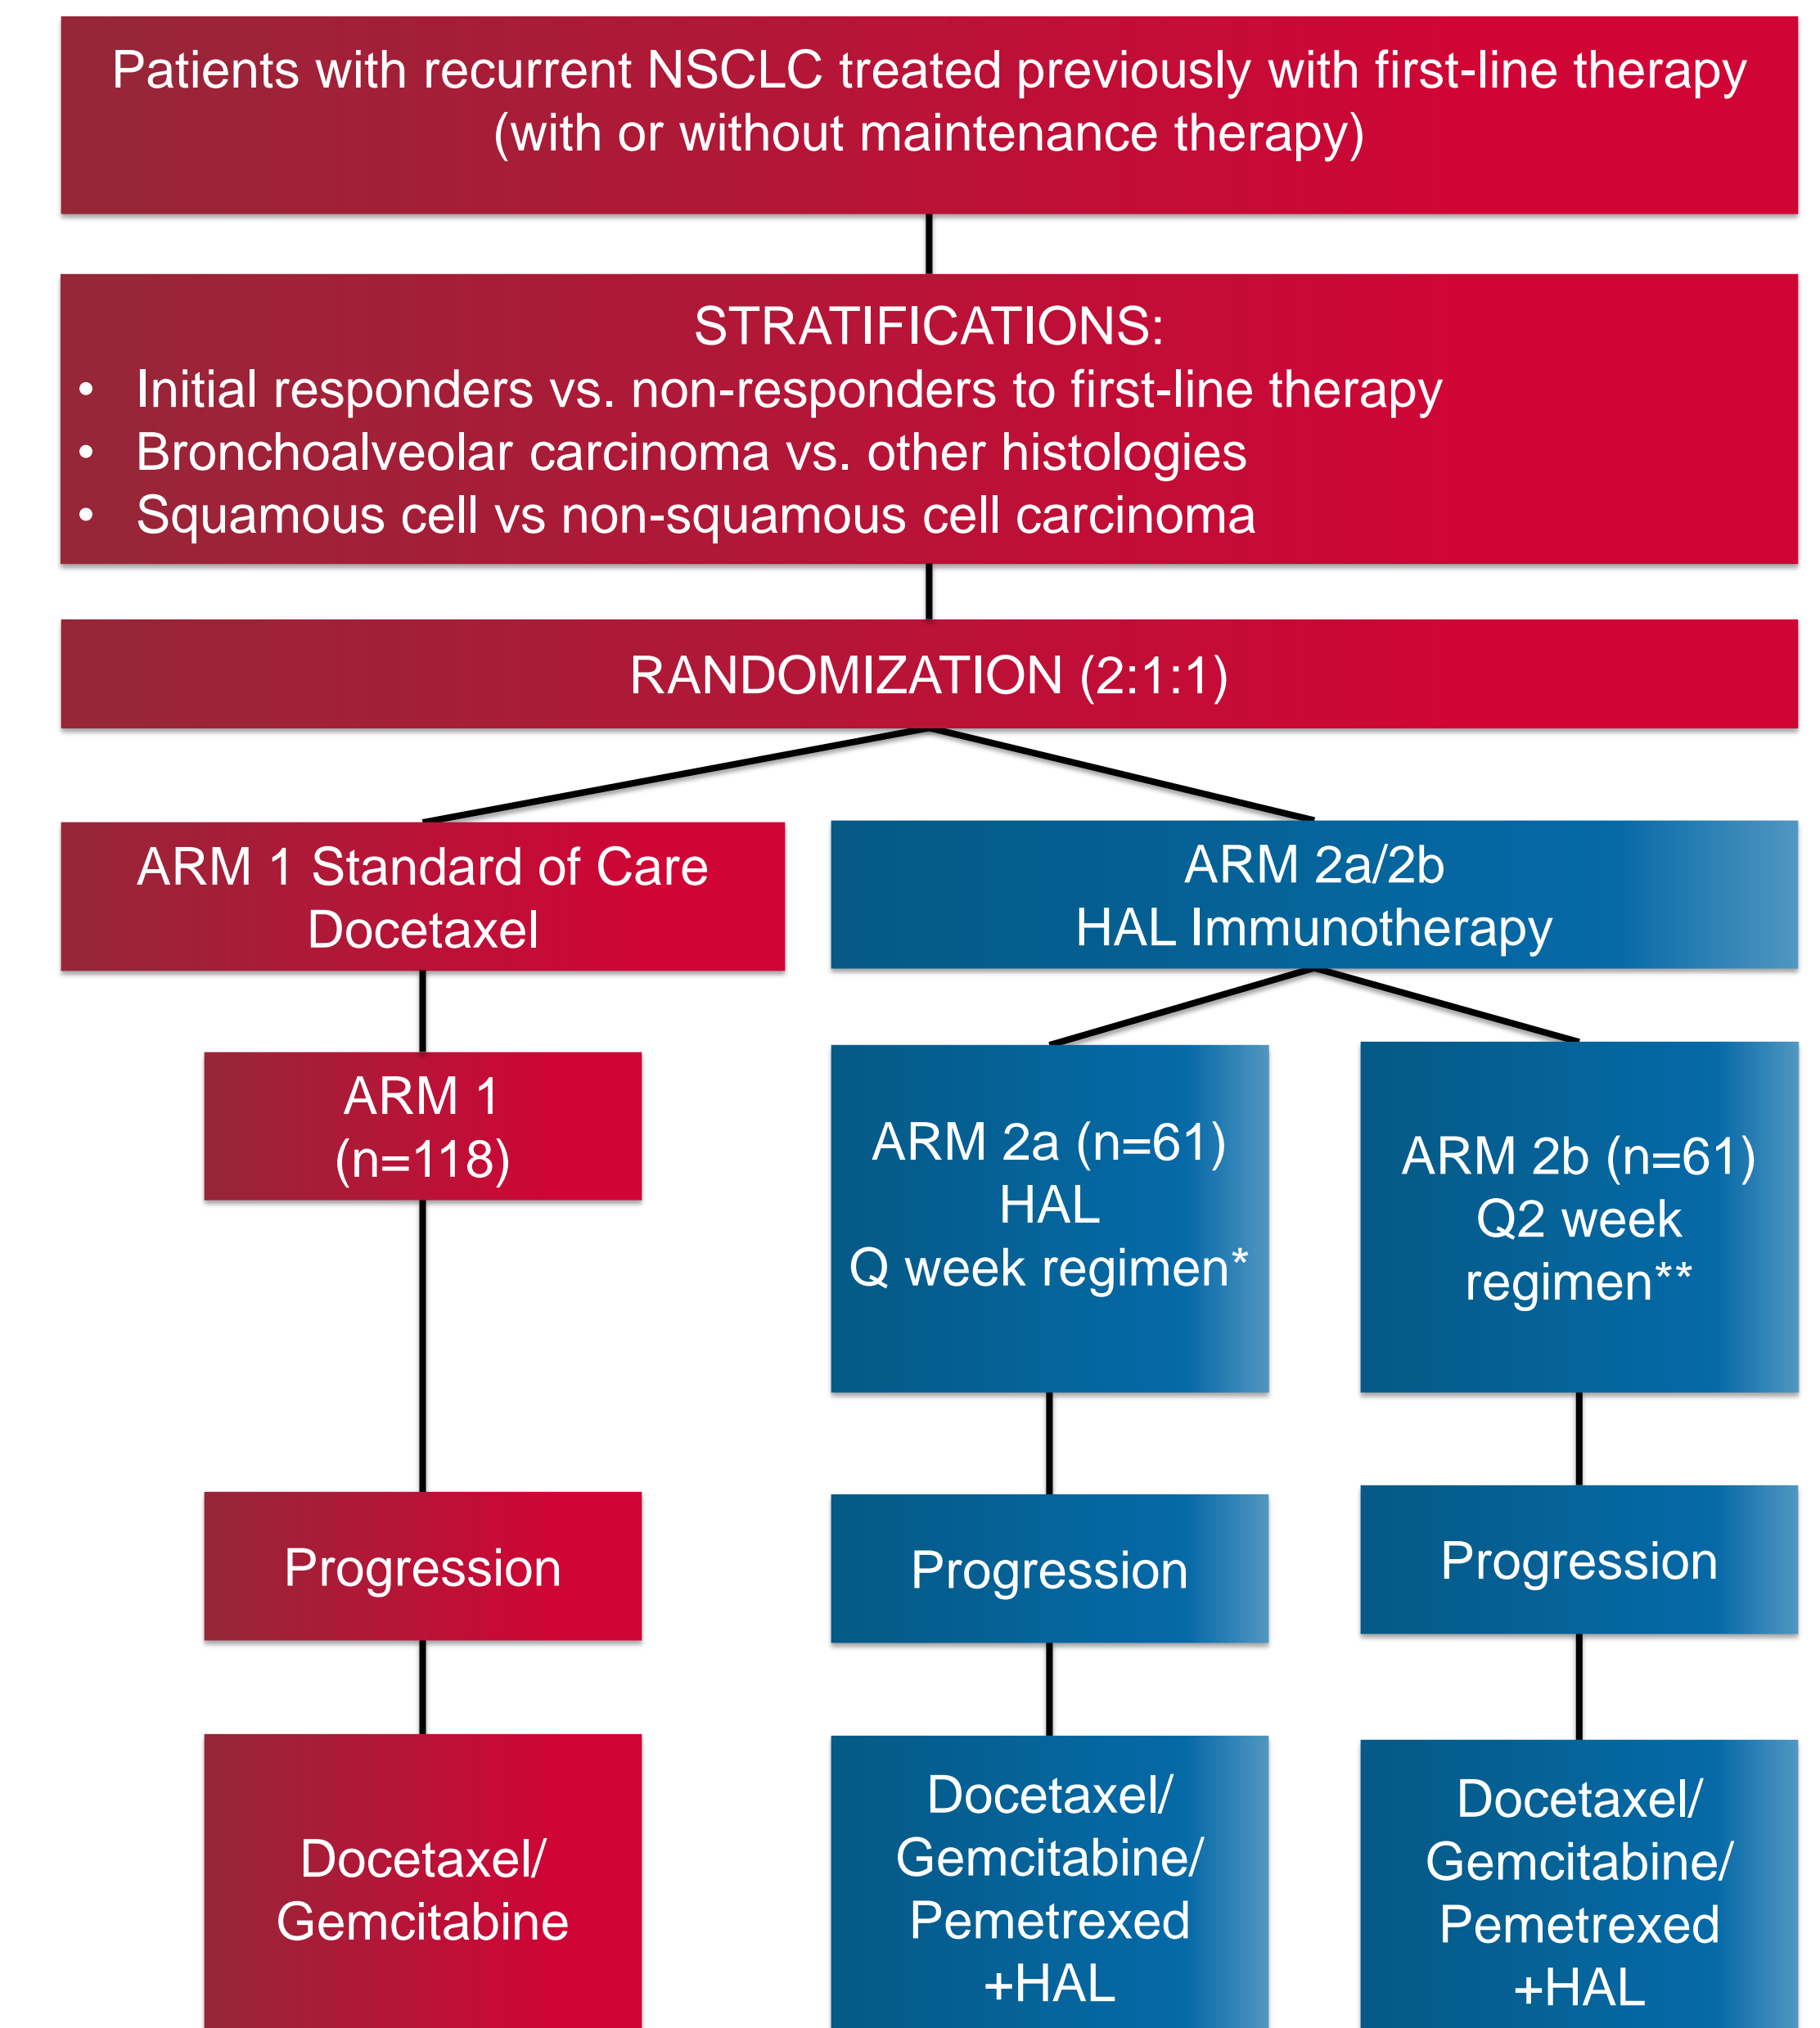 Patients with recurrent NSCLC treated previously with first-line therapy
(with or without maintenance therapy)
STRATIFICATIONS:
• Initial responders vs. non-responders to first-line therapy
• Bronchoalveolar carcinoma vs. other histologies
• Squamous cell vs non-squamous cell carcinoma
RANDOMIZATION (2:1:1)
ARM 1 Standard of Care
Docetaxel
ARM 2a/2b
HAL Immunotherapy
ARM 1
(n=118)
ARM 2a (n=61)
HAL
Q week regimen*
ARM 2b (n=61)
Q2 week
regimen**
Progression
Progression
Progression
Docetaxel/
Gemcitabine
Docetaxel/
Gemcitabine/
Pemetrexed
+HAL
Docetaxel/
Gemcitabine/
Pemetrexed
+HAL